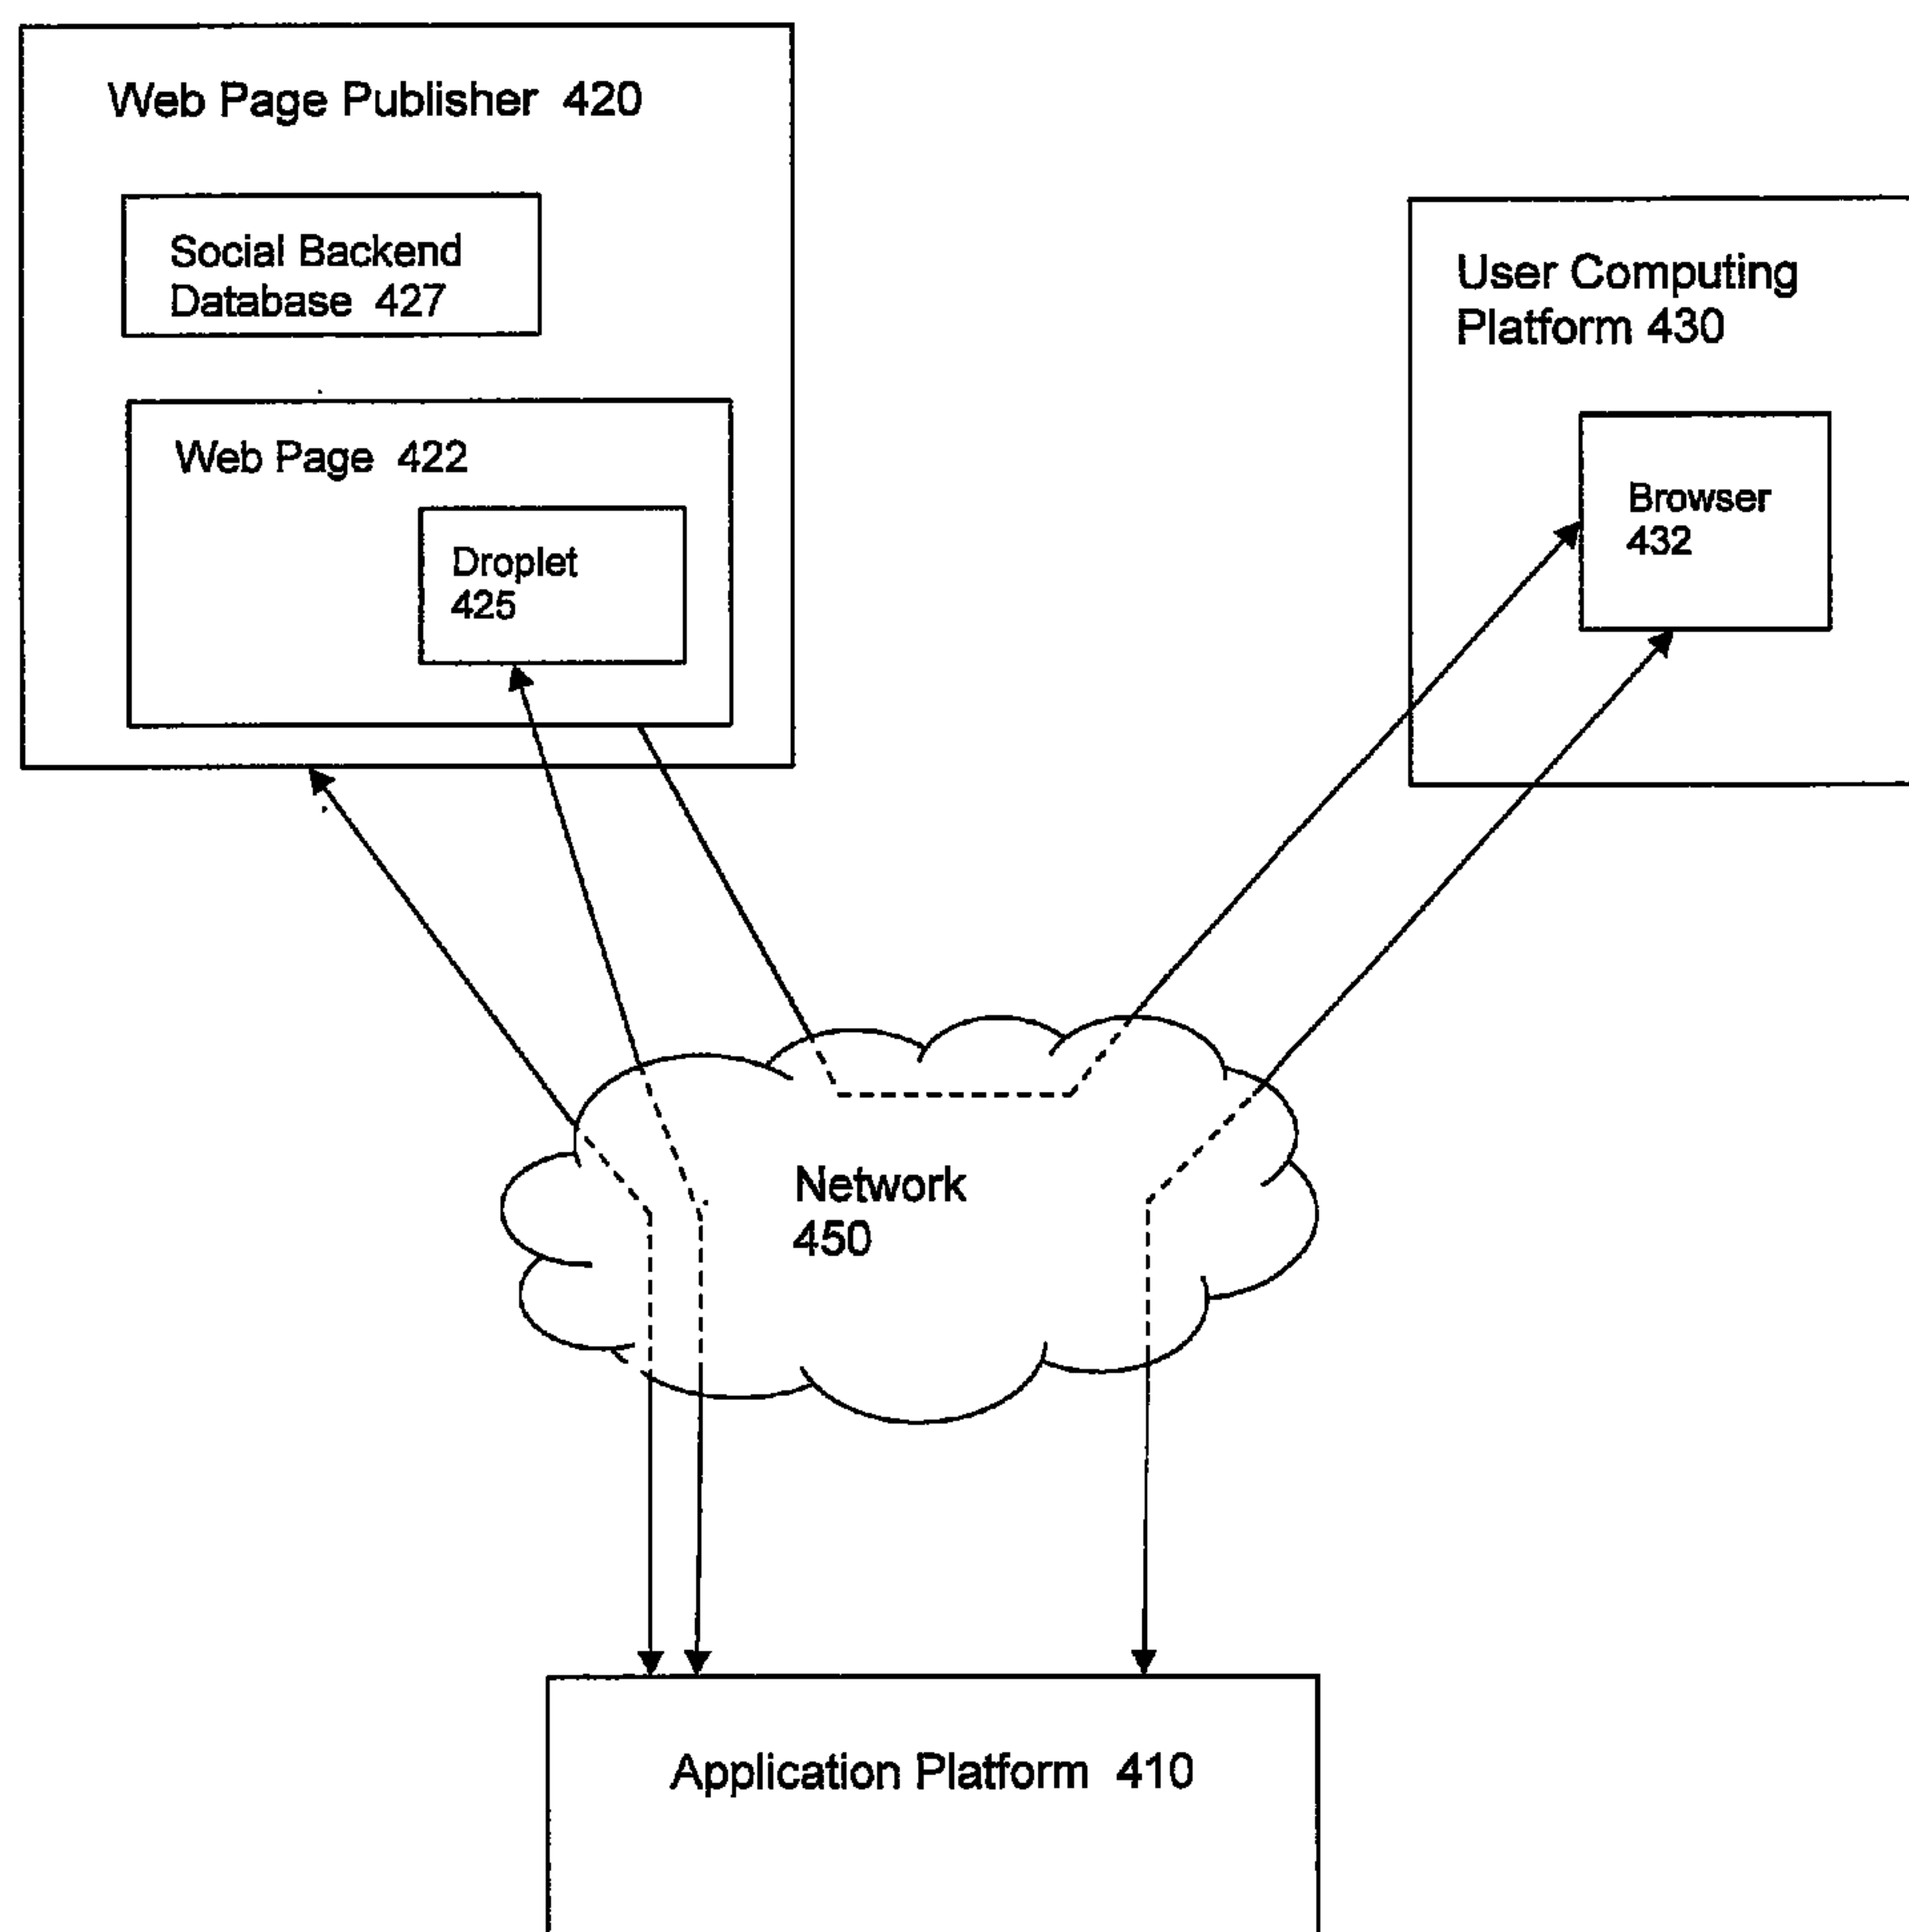 Web Page Publisher 420
Social Backend
Database 427
Web Page 422
Droplet
425
User Computing
Platform 430
Browser
432
Network
450
Application Platform 410